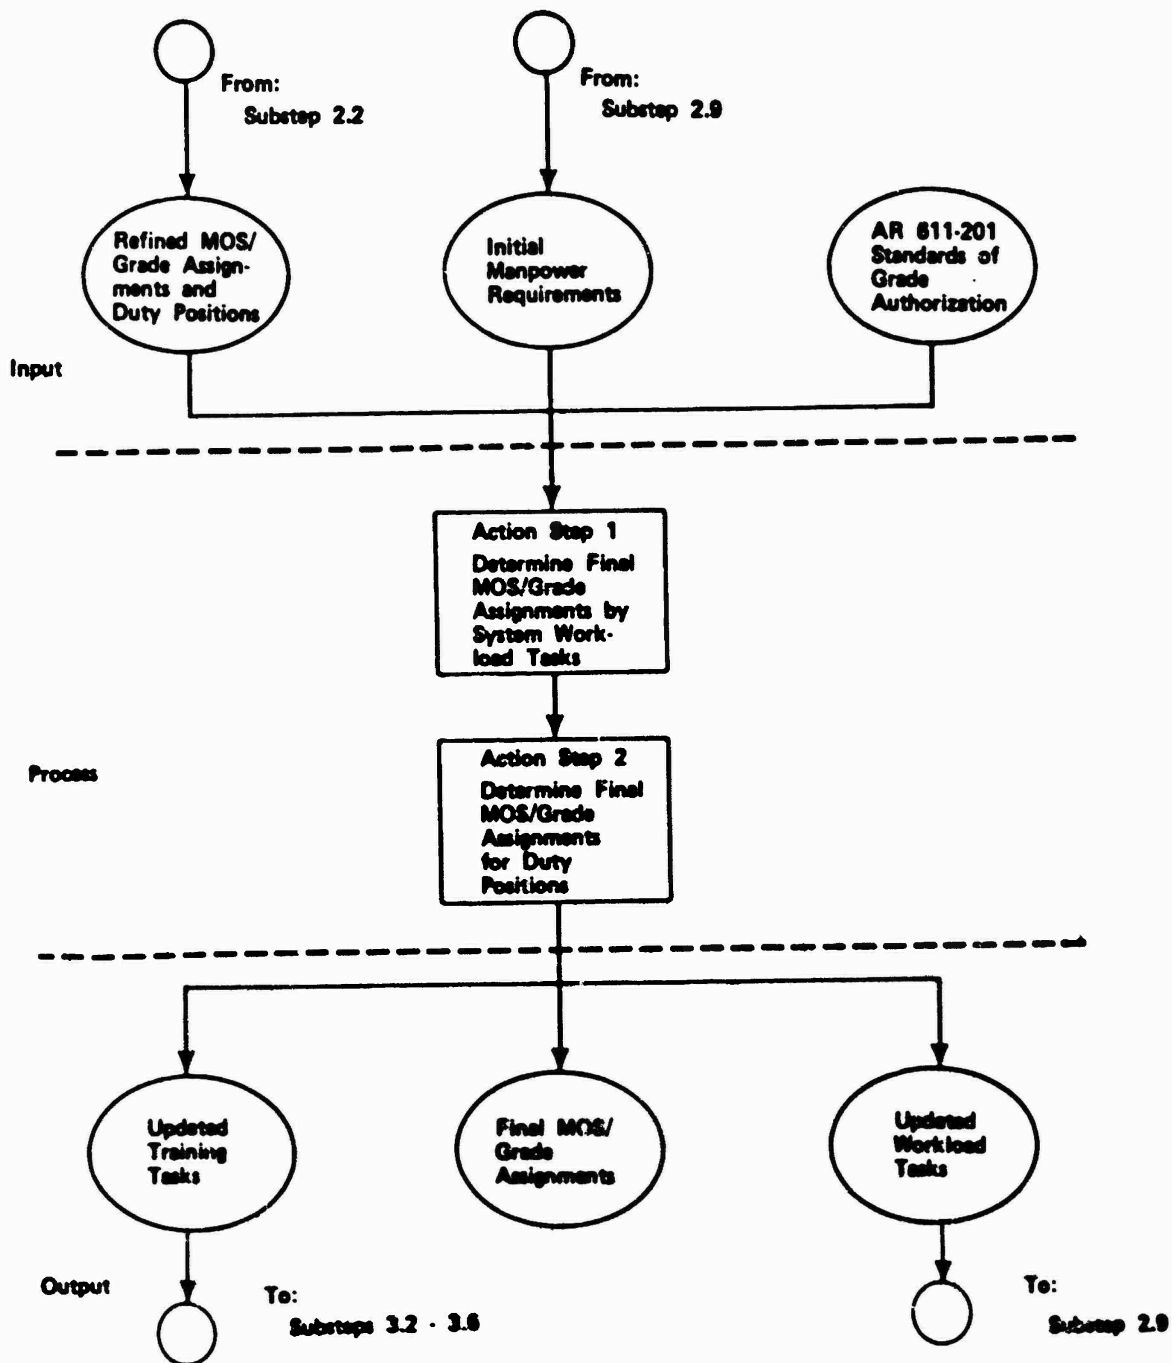 From:
Substep 2.2
From:
Substep 2.9
Refined MOS/
Grade Assign-
ments and
Duty Positions
Initial
Manpower
Requirements
AR 611-201
Standards of
Grade
Authorization
Input
Action Step 1
Determine Final
MOS/Grade
Assignments by
System Work-
load Tasks
Process
Action Step 2
Determine Final
MOS/Grade
Assignments
for Duty
Positions
Updated
Training
Tasks
Final MOS/
Grade
Assignments
Updated
Workload
Tasks
Output
To:
Substeps 3.2 - 3.6
To:
Substep 2.9